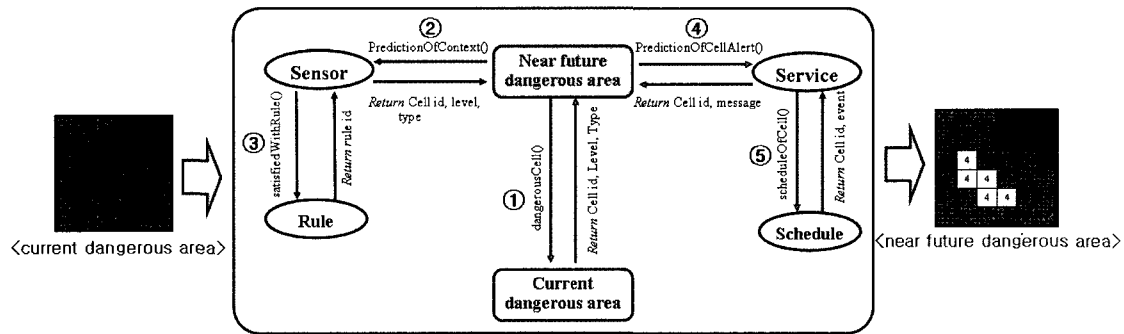 ②
PredictionOfContext()
④
PredictionOfCellAlert()
Sensor
Near future
dangerous area
Service
Return Cell id, level,
type
Return Cell id, message
③
satisfiedWithRule()
Return rule id
①
dangerousCell()
Return Cell id, Level, Type
⑤
scheduleOfCell()
Return Cell id, event
4
4 4
4 4
Rule
Schedule
<current dangerous area>
<near future dangerous area>
Current
dangerous area